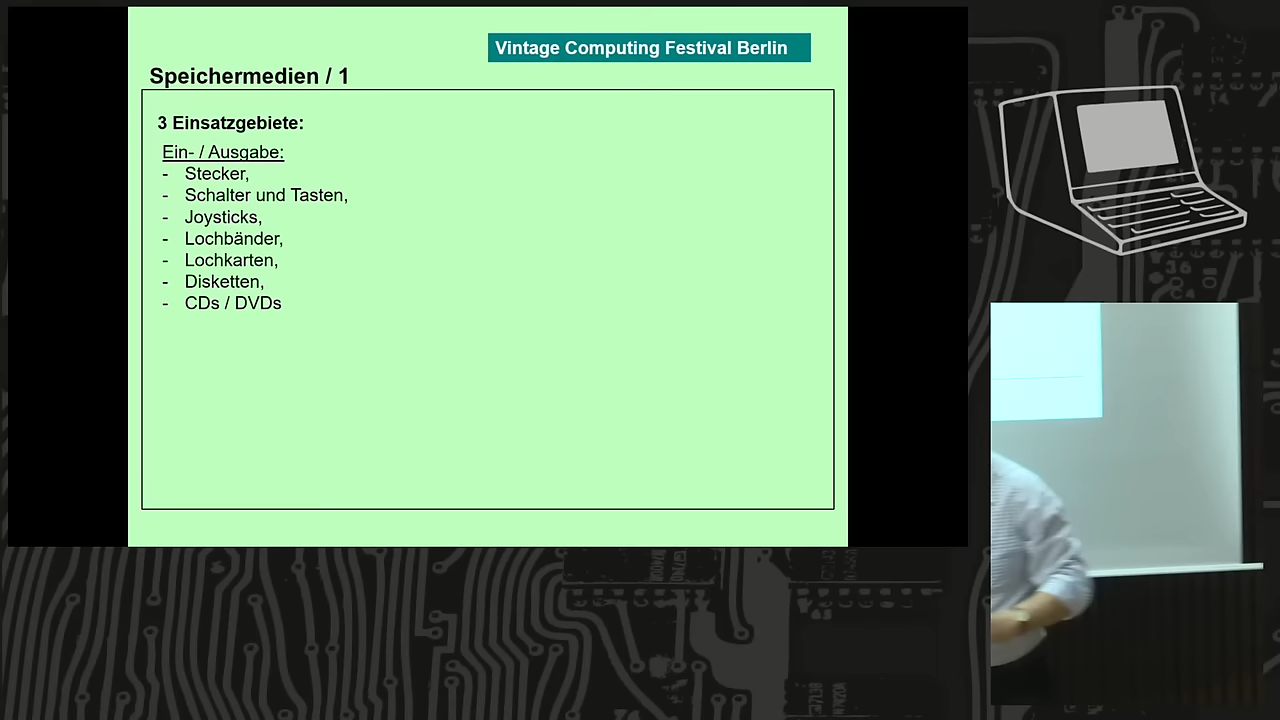 Vintage Computing Festival Berlin
Speichermedien / 1
3 Einsatzgebiete:
Ein- / Ausgabe:
- Stecker,
- Schalter und Tasten,
- Joysticks,
- Lochbänder,
- Lochkarten,
- Disketten,
- CDs / DVDs